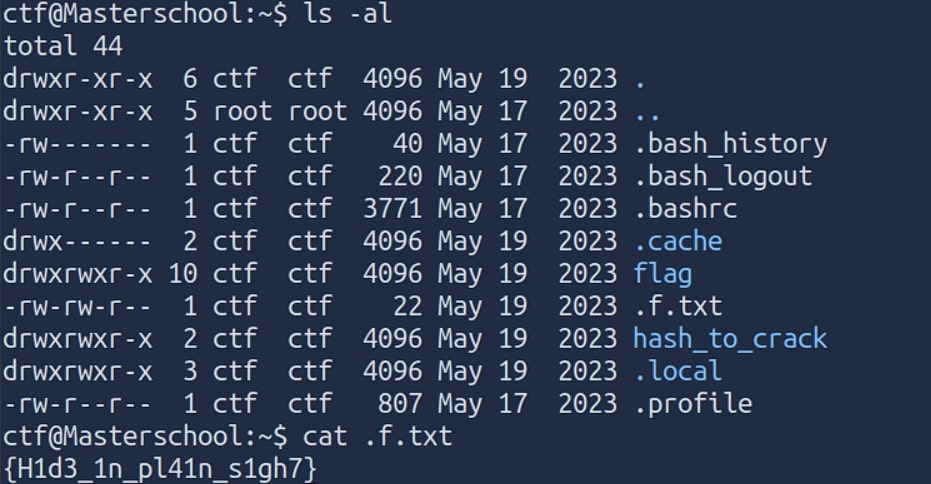 ctf@Masterschool:~$ ls -al
total 44
drwxr-xr-x  6 ctf  ctf  4096 May 19  2023 .
drwxr-xr-x  5 root root 4096 May 17  2023 ..
-rw-------  1 ctf  ctf    40 May 17  2023 .bash_history
-rw-r--r--  1 ctf  ctf   220 May 17  2023 .bash_logout
-rw-r--r--  1 ctf  ctf  3771 May 17  2023 .bashrc
drwx------  2 ctf  ctf  4096 May 19  2023 .cache
drwxrwxr-x 10 ctf  ctf  4096 May 19  2023 flag
-rw-rw-r--  1 ctf  ctf    22 May 19  2023 .f.txt
drwxrwxr-x  2 ctf  ctf  4096 May 19  2023 hash_to_crack
drwxrwxr-x  3 ctf  ctf  4096 May 19  2023 .local
-rw-r--r--  1 ctf  ctf   807 May 17  2023 .profile
ctf@Masterschool:~$ cat .f.txt
{H1d3_1n_pl41n_s1gh7}